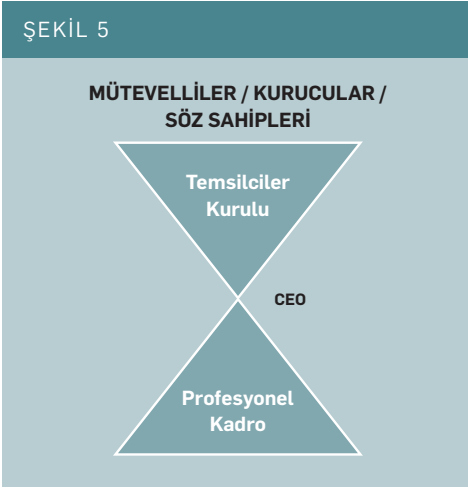 ŞEKİL 5
MÜTEVELLİLER / KURUCULAR /
SÖZ SAHİPLERİ
Temsilciler
Kurulu
CEO
Profesyonel
Kadro